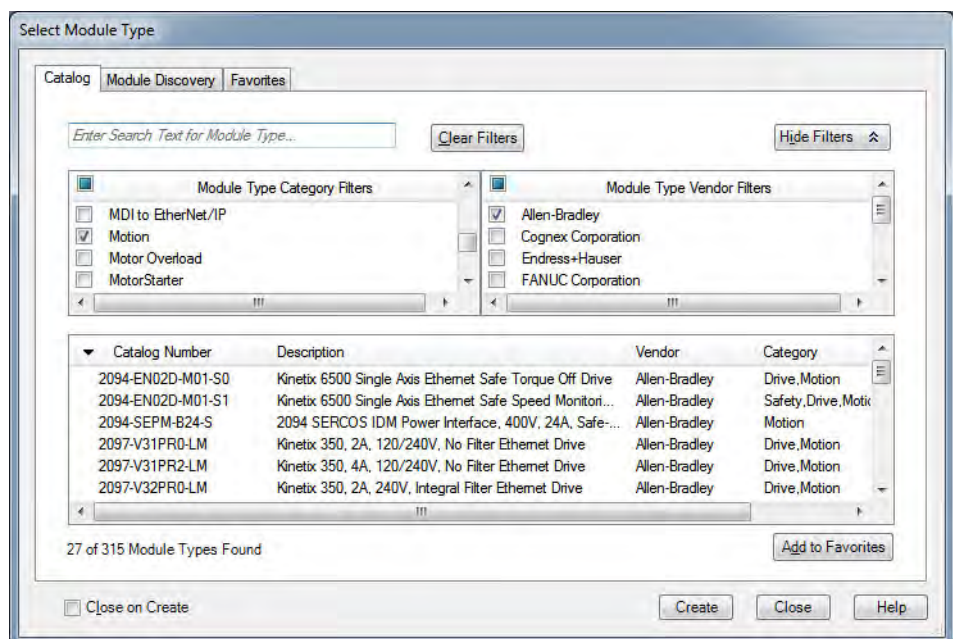 Select Module Type
Catalog Module Discovery Favorites
Enter Search Text for Module Type... Clear Filters Hide Filters
Module Type Category Filters Module Type Vendor Filters
MDI to EtherNet/IP Allen-Bradley
Motion Cognex Corporation
Motor Overload Endress+Hauser
MotorStarter FANUC Corporation
Catalog Number Description Vendor Category
2094-EN02D-M01-S0 Kinetix 6500 Single Axis Ethernet Safe Torque Off Drive Allen-Bradley Drive,Motion
2094-EN02D-M01-S1 Kinetix 6500 Single Axis Ethernet Safe Speed Monitori... Allen-Bradley Safety,Drive,Motic
2094-SEPM-B24-S 2094 SERCOS IDM Power Interface, 400V, 24A, Safe-... Allen-Bradley Motion
2097-V31PR0-LM Kinetix 350, 2A, 120/240V, No Filter Ethernet Drive Allen-Bradley Drive,Motion
2097-V31PR2-LM Kinetix 350, 4A, 120/240V, No Filter Ethernet Drive Allen-Bradley Drive,Motion
2097-V32PR0-LM Kinetix 350, 2A, 240V, Integral Filter Ethernet Drive Allen-Bradley Drive,Motion
27 of 315 Module Types Found Add to Favorites
Close on Create Create Close Help